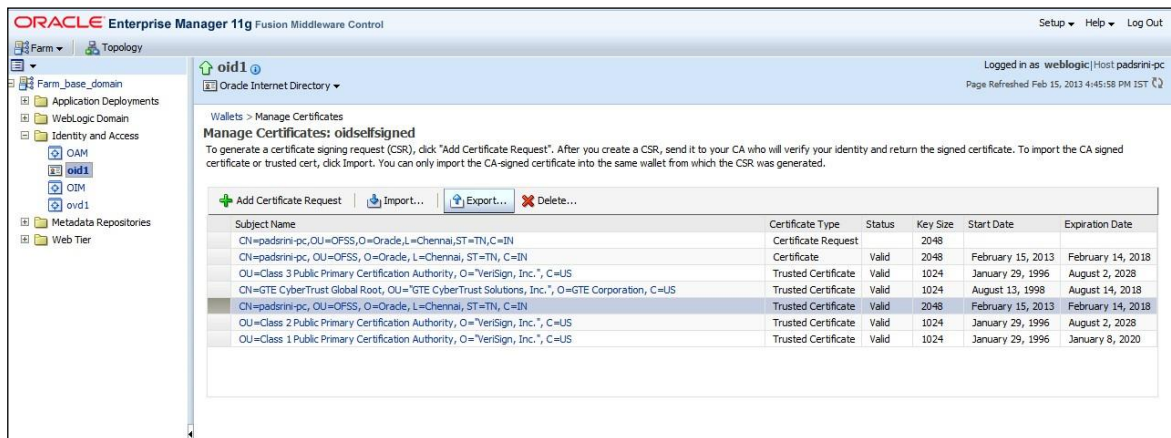 ORACLE Enterprise Manager 11g Fusion Middleware Control
Setup Help Log Out
Farm Topology
Farm_base_domain
Application Deployments
WebLogic Domain
Identity and Access
OAM
oid1
OIM
ovd1
Metadata Repositories
Web Tier
oid1
Logged in as weblogic|Host padsrini-pc
Oracle Internet Directory
Page Refreshed Feb 15, 2013 4:45:58 PM IST
Wallets > Manage Certificates
Manage Certificates: oidselfsigned
To generate a certificate signing request (CSR), click "Add Certificate Request". After you create a CSR, send it to your CA who will verify your identity and return the signed certificate. To import the CA signed
certificate or trusted cert, click Import. You can only import the CA-signed certificate into the same wallet from which the CSR was generated.
Add Certificate Request Import... Export... Delete...
Subject Name Certificate Type Status Key Size Start Date Expiration Date
CN=padsrini-pc,OU=OFSS,O=Oracle,L=Chennai,ST=TN,C=IN Certificate Request 2048
CN=padsrini-pc, OU=OFSS, O=Oracle, L=Chennai, ST=TN, C=IN Certificate Valid 2048 February 15, 2013 February 14, 2018
OU=Class 3 Public Primary Certification Authority, O="VeriSign, Inc.", C=US Trusted Certificate Valid 1024 January 29, 1996 August 2, 2028
CN=GTE CyberTrust Global Root, OU="GTE CyberTrust Solutions, Inc.", O=GTE Corporation, C=US Trusted Certificate Valid 1024 August 13, 1998 August 14, 2018
CN=padsrini-pc, OU=OFSS, O=Oracle, L=Chennai, ST=TN, C=IN Trusted Certificate Valid 2048 February 15, 2013 February 14, 2018
OU=Class 2 Public Primary Certification Authority, O="VeriSign, Inc.", C=US Trusted Certificate Valid 1024 January 29, 1996 August 2, 2028
OU=Class 1 Public Primary Certification Authority, O="VeriSign, Inc.", C=US Trusted Certificate Valid 1024 January 29, 1996 January 8, 2020